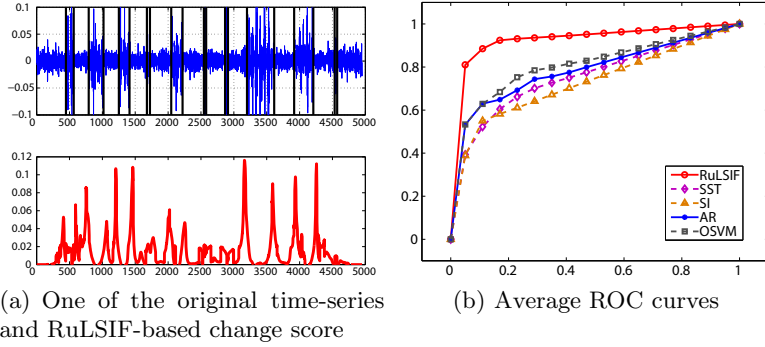 0.1
0.05
0
−0.05
−0.1
500 1000 1500 2000 2500 3000 3500 4000 4500 5000
0.12
0.1
0.08
0.06
0.04
0.02
0
0 500 1000 1500 2000 2500 3000 3500 4000 4500 5000
(a) One of the original time-series
and RuLSIF-based change score
1
0.8
0.6
0.4
0.2
0
0 0.2 0.4 0.6 0.8 1
RuLSIF
SST
SI
AR
OSVM
(b) Average ROC curves